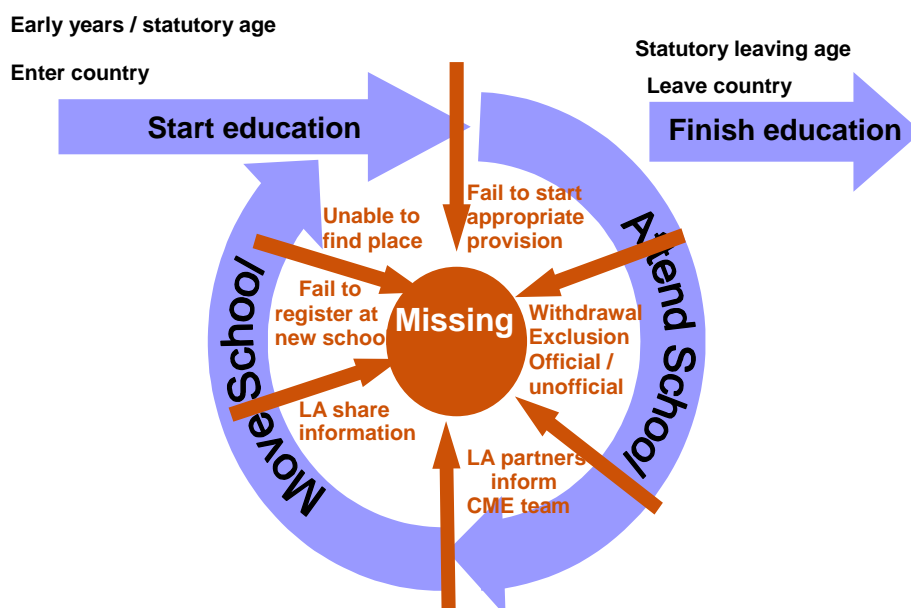 Early years / statutory age
Enter country
Start education
Statutory leaving age
Leave country
Finish education
Fail to start
appropriate
provision
Unable to
find place
Fail to
register at
new school
Missing
Withdrawal
Exclusion
Official /
unofficial
LA share
information
LA partners
inform
CME team
Attend School
MoveSchool